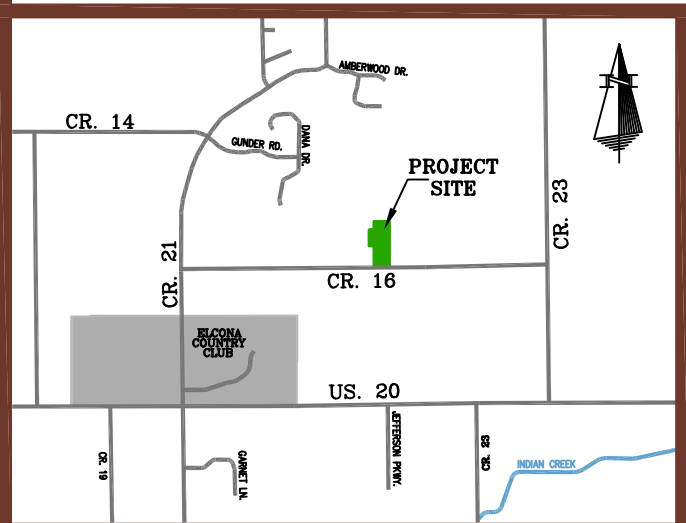 AMBERWOOD DR.
CR. 14
GUNDER RD.
DANA DR.
N
PROJECT
SITE
CR. 23
CR. 21
CR. 16
ELCONA
COUNTRY
CLUB
US. 20
CR. 19
GARNET LN.
JEFFERSON PKWY.
CR. 23
INDIAN CREEK